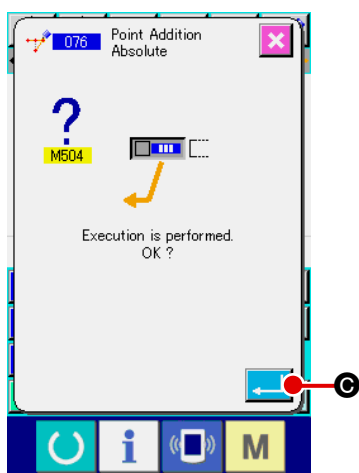 076 Point Addition
Absolute
?
M504
Execution is performed.
OK ?
C
i
M